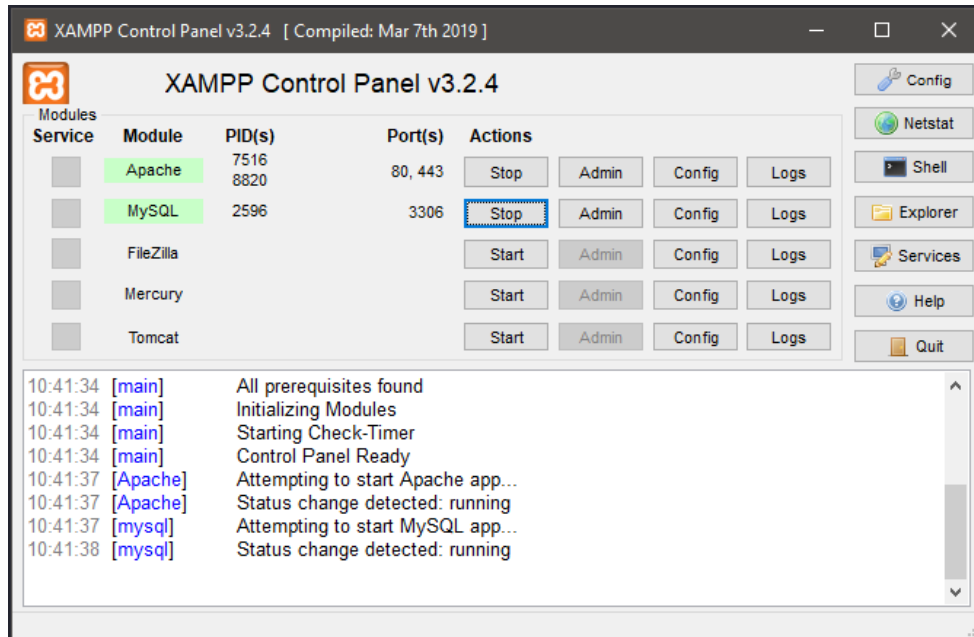 XAMPP Control Panel v3.2.4 [ Compiled: Mar 7th 2019 ]
XAMPP Control Panel v3.2.4
Config
Modules
Service Module PID(s) Port(s) Actions
Netstat
Apache 7516 8820 80, 443 Stop Admin Config Logs
Shell
MySQL 2596 3306 Stop Admin Config Logs
Explorer
FileZilla Start Admin Config Logs
Services
Mercury Start Admin Config Logs
Help
Tomcat Start Admin Config Logs
Quit
10:41:34 [main] All prerequisites found
10:41:34 [main] Initializing Modules
10:41:34 [main] Starting Check-Timer
10:41:34 [main] Control Panel Ready
10:41:37 [Apache] Attempting to start Apache app...
10:41:37 [Apache] Status change detected: running
10:41:37 [mysql] Attempting to start MySQL app...
10:41:38 [mysql] Status change detected: running